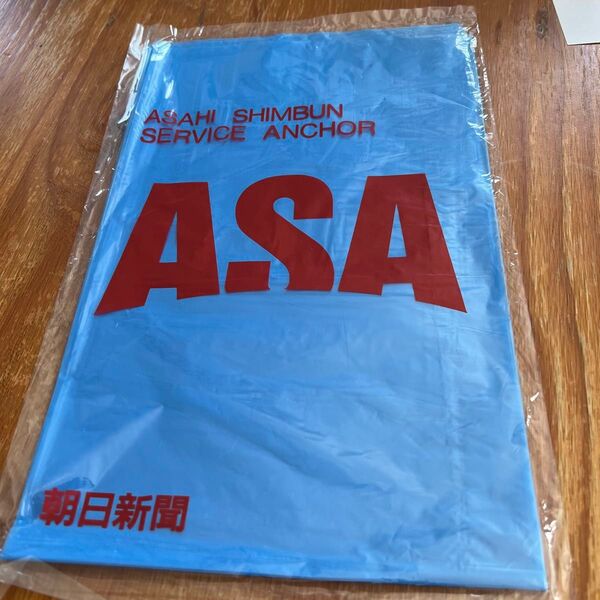 ASAHI SHIMBUN
SERVICE ANCHOR
ASA
朝日新聞